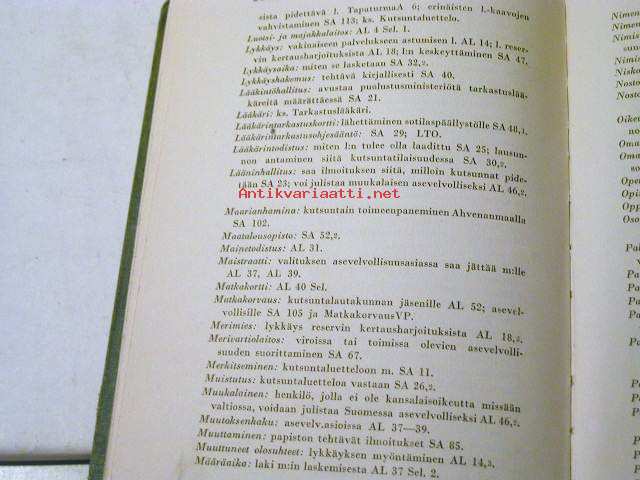 sista pidettävä l. TapaturmaA 6; erinäisten l.-kaavojen
vahvistaminen SA 113; ks. Kutsuntaluettelo.
Luotsi- ja majakkalaitos: AL 4 Sel. 1.
Lykkäys: vakinaiseen palvelukseen astumisen l. AL 14; l. reser-
vin kertausharjoituksista AL 18; l:n keskeyttäminen SA 47,
Lykkäysaika: miten se lasketaan SA 32,2.
Lykkäyshakemus: tehtävä kirjallisesti SA 40.
Lääkintöhallitus: avustaa puolustusministeriötä tarkastuslää-
käreitä määrättäessä SA 21.
Lääkäri: ks. Tarkastuslääkäri.
Lääkärintarkastuskortti: lähettäminen sotilaspäällystölle SA 48,1.
Lääkärintarkastusohjesääntö: SA 29; LTO.
Lääkärintodistus: miten l:n tulee olla laadittu SA 25; lausun-
non antaminen siitä kutsuntatilaisuudessa SA 30,2.
Lääninhallitus: saa ilmoituksen siitä, milloin kutsunnat pide-
tään SA 23; voi julistaa muukalaisen asevelvolliseksi AL 46,2.
Antikvariaatti.net
Maarianhamina: kutsuntain toimeenpaneminen Ahvenanmaalla
SA 102.
Maatalousopisto: SA 52,2.
Mainetodistus: AL 31.
Maistraatti: valituksen asevelvollisuusasiassa saa jättää m:lle
AL 37, AL 39.
Matkakortti: AL 40 Sel.
Matkakorvaus: kutsuntalautakunnan jäsenille AL 52; asevel-
vollisille SA 105 ja MatkakorvausVP.
Merimies: lykkäys reservin kertausharjoituksista AL 18,2.
Merivartiolaitos: viroissa tai toimissa olevien asevelvolli-
suuden suorittaminen SA 67.
Merkitseminen: kutsuntaluetteloon m. SA 11.
Muistutus: kutsuntaluetteloa vastaan SA 26,2.
Muukalainen: henkilö, jolla ei ole kansalaisoikeutta missään
valtiossa, voidaan julistaa Suomessa asevelvolliseksi AL 46,2.
Muutoksenhaku: asevelv.asioissa AL 37—39.
Muuttaminen: papiston tehtävät ilmoitukset SA 85.
Muuttuneet olosuhteet: lykkäyksen myöntäminen AL 14,3.
Määräaika: laki m:in laskemisesta AL 37 Sel. 2.